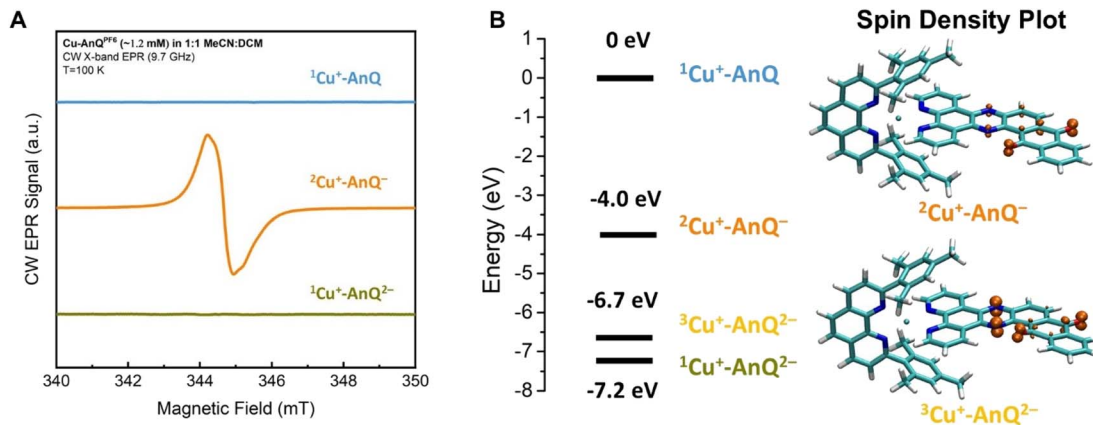 A
Cu-AnQᴾᶠ⁶ (~1.2 mM) in 1:1 MeCN:DCM
CW X-band EPR (9.7 GHz)
T=100 K
¹Cu⁺-AnQ
²Cu⁺-AnQ⁻
¹Cu⁺-AnQ²⁻
CW EPR Signal (a.u.)
340 342 344 346 348 350
Magnetic Field (mT)
B
Spin Density Plot
Energy (eV)
1
0
-1
-2
-3
-4
-5
-6
-7
-8
0 eV
¹Cu⁺-AnQ
-4.0 eV
²Cu⁺-AnQ⁻
-6.7 eV
³Cu⁺-AnQ²⁻
¹Cu⁺-AnQ²⁻
-7.2 eV
²Cu⁺-AnQ⁻
³Cu⁺-AnQ²⁻